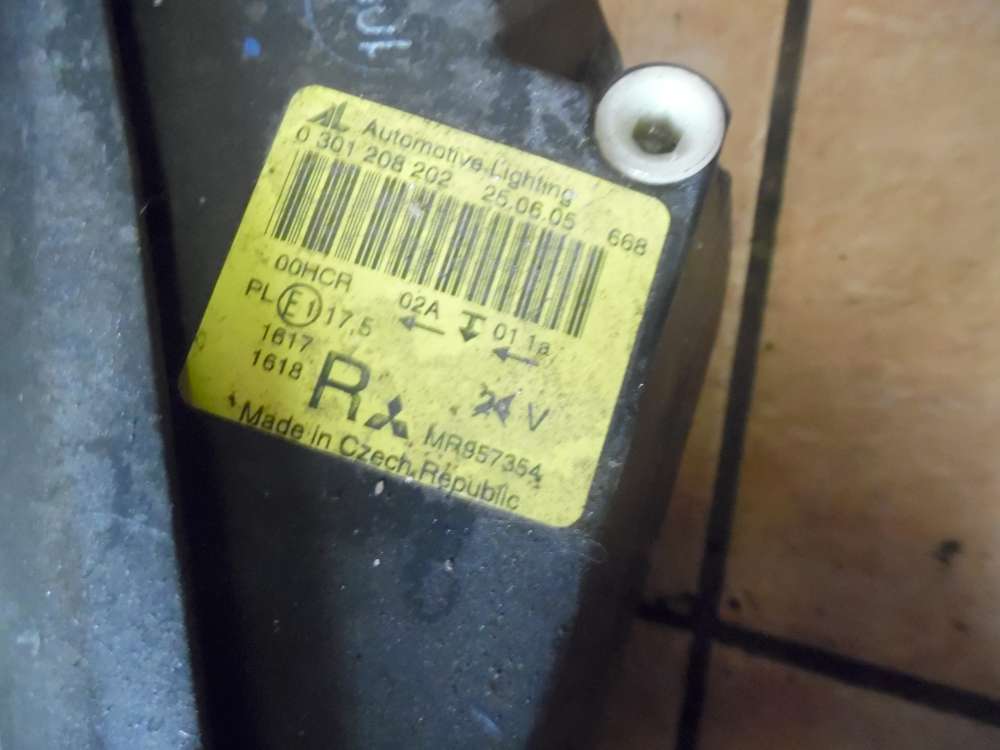 AL Automotive Lighting
0 301 208 202 25.06.05 668
00HCR 02A 01 1a
PL E1 17,5
1617
1618 R 24 V
MR957354
Made in Czech Republic